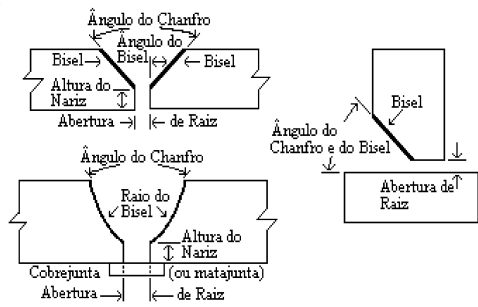 Ângulo do Chanfro
Ângulo do
Bisel
Bisel
Bisel
Altura do
Nariz
Abertura
de Raiz
Ângulo do Chanfro
Raio do
Bisel
Altura do
Nariz
Cobrejunta
(ou matajunta)
Abertura
de Raiz
Bisel
Ângulo do
Chanfro e do Bisel
Abertura de
Raiz